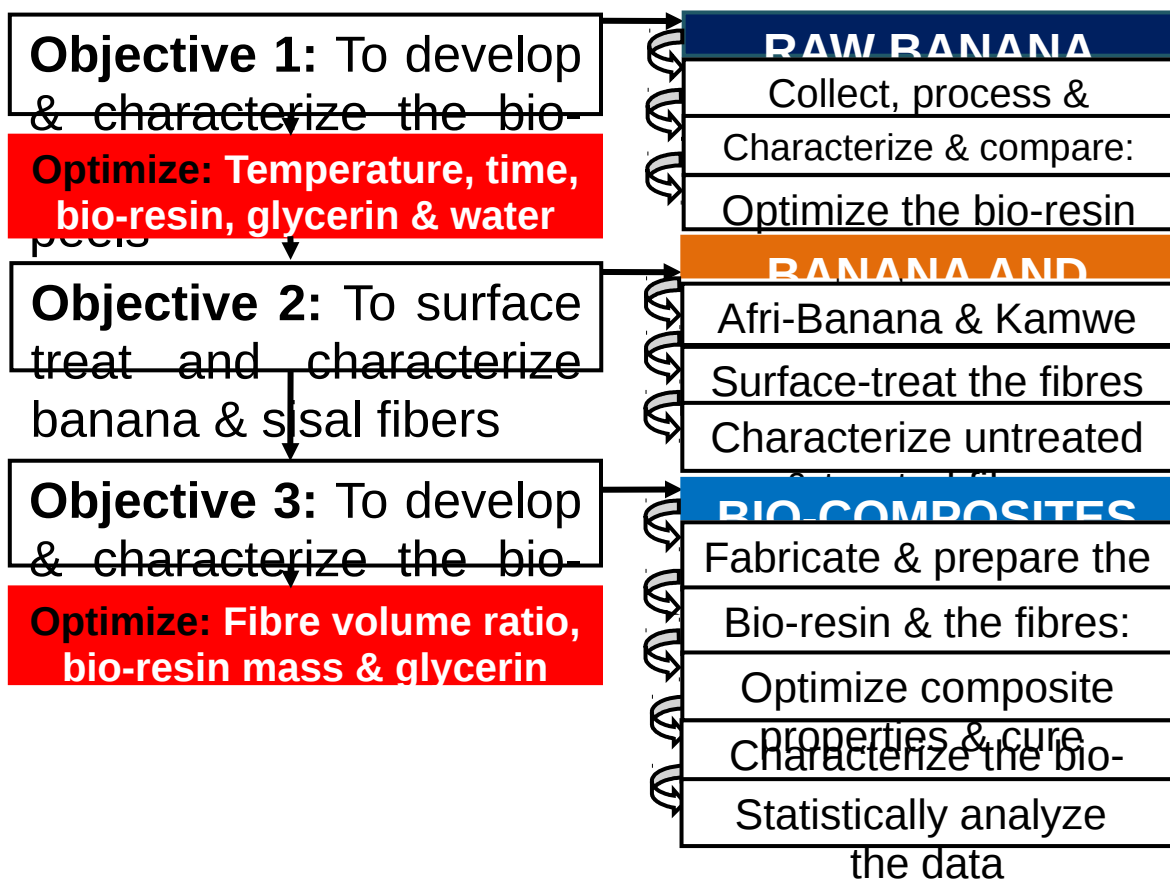 Objective 1: To develop
& characterize the bio-
peels
Optimize: Temperature, time,
bio-resin, glycerin & water
Objective 2: To surface
treat and characterize
banana & sisal fibers
Objective 3: To develop
& characterize the bio-
Optimize: Fibre volume ratio,
bio-resin mass & glycerin
RAW BANANA
Collect, process &
Characterize & compare:
Optimize the bio-resin
BANANA AND
Afri-Banana & Kamwe
Surface-treat the fibres
Characterize untreated
BIO-COMPOSITES
Fabricate & prepare the
Bio-resin & the fibres:
Optimize composite
properties & cure
Characterize the bio-
Statistically analyze
the data